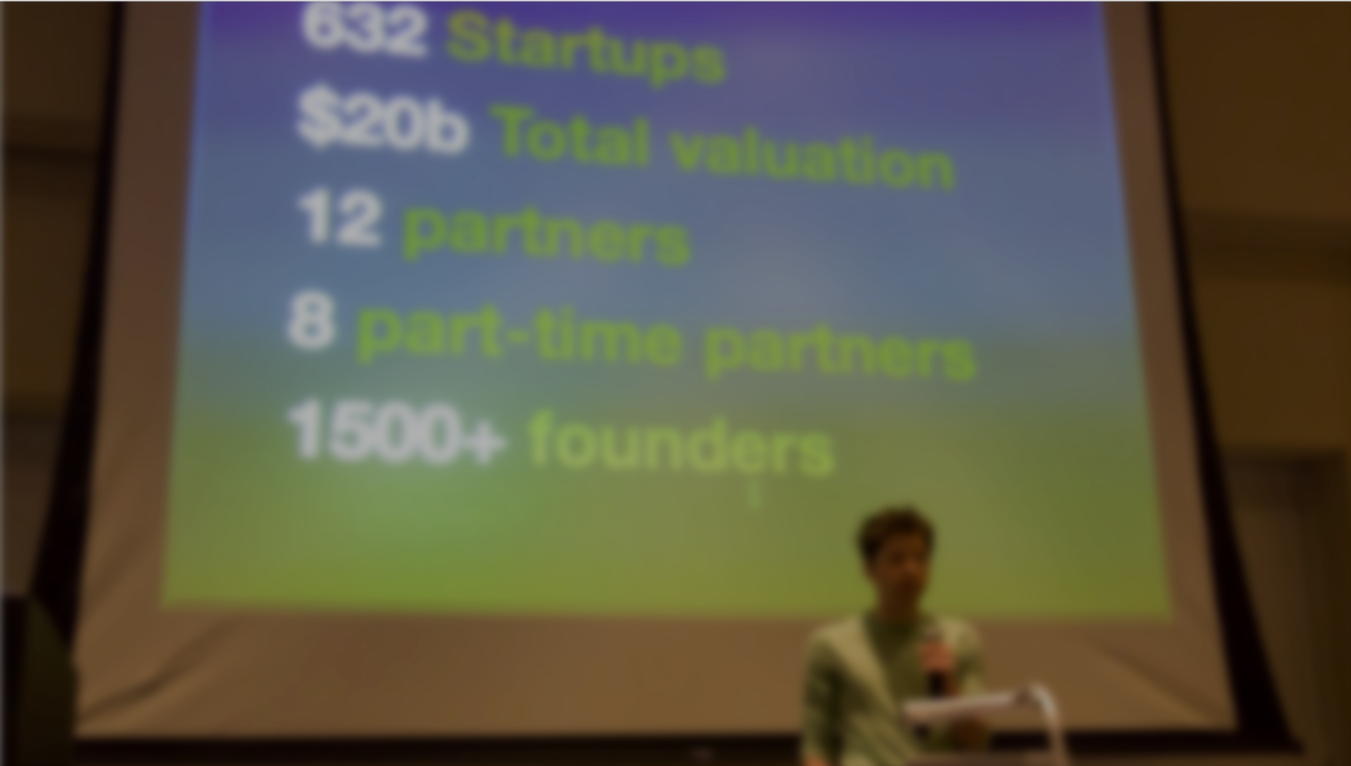 632 Startups
$20b Total valuation
12 partners
8 part-time partners
1500+ founders